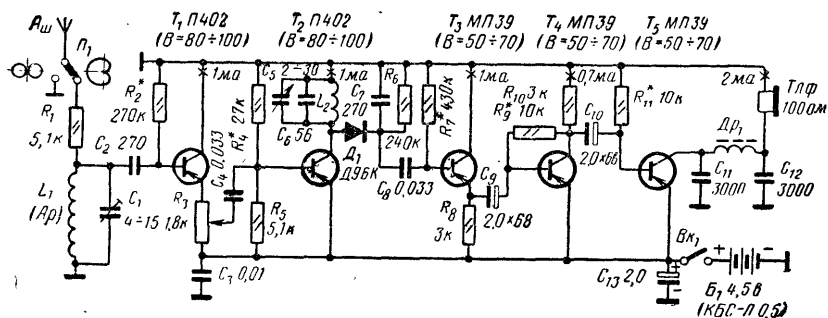 T₁ П402
(В=80÷100)
T₂ П402
(В=80÷100)
T₃ МП39
(В=50÷70)
T₄ МП39
(В=50÷70)
T₅ МП39
(В=50÷70)
Aш
П₁
R₁
5,1к
L₁
(Ар)
C₁
4÷15
C₂ 270
R₂*
270к
1ма
R₃
1,8к
C₃ 0,01
C₄ 0,033
R₄* 27к
C₅
C₆ 56
L₂
R₅
5,1к
1ма
C₇
270
Д₁
Д9бк
R₆
240к
C₈ 0,033
R₇* 430к
1ма
R₈
3к
C₉
2,0×6в
R₁₀ 3к
R₉* 10к
0,7ма
C₁₀
2,0×6в
R₁₁* 10к
2ма
Тлф
100 ом
Др₁
C₁₁
3000
C₁₂
3000
C₁₃ 2,0
+
-
Вк₁
+
-
Б₁ 4,5в
(КБС-Л 0,5)